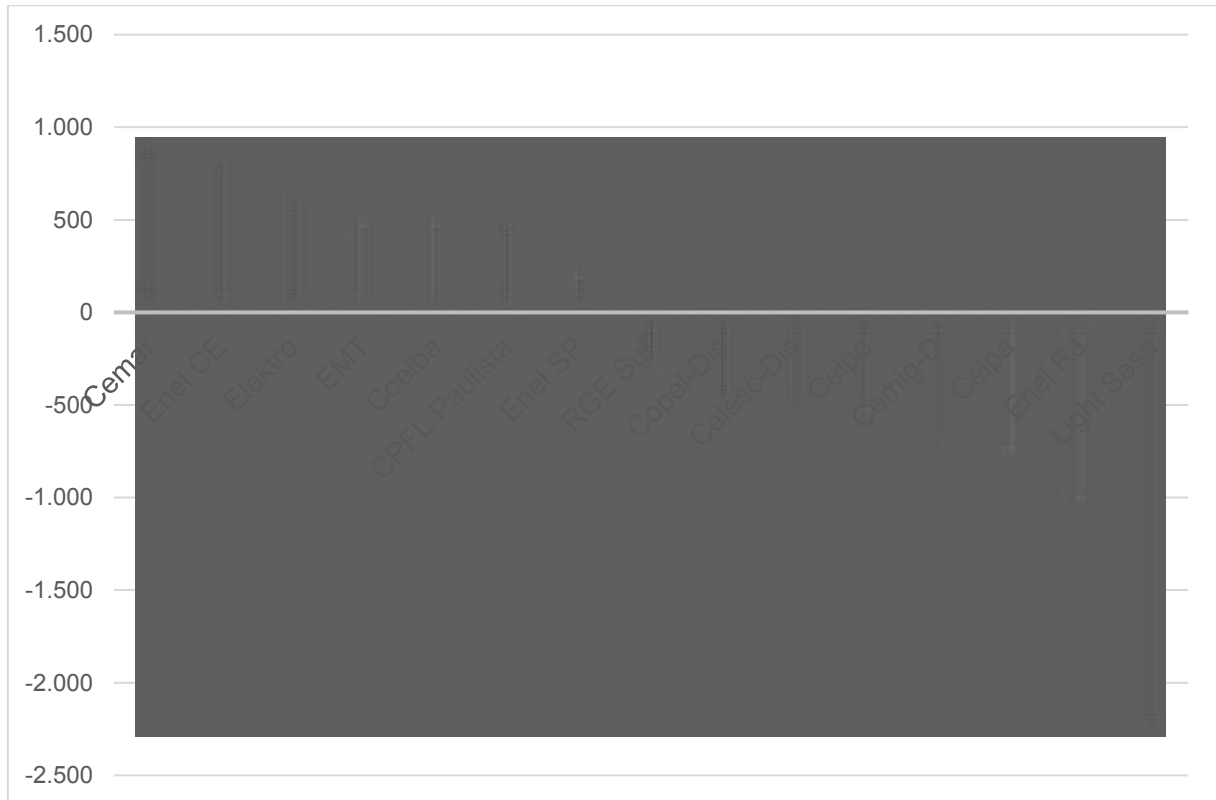 1.500
1.000
500
0
-500
-1.000
-1.500
-2.000
-2.500
Cemar
Enel CE
Elektro
EMT
Coelba
CPFL Paulista
Enel SP
RGE Sul
Copel-Dis
Celesc-Dis
Celpe
Cemig-D
Celpa
Enel RJ
Light Sesa